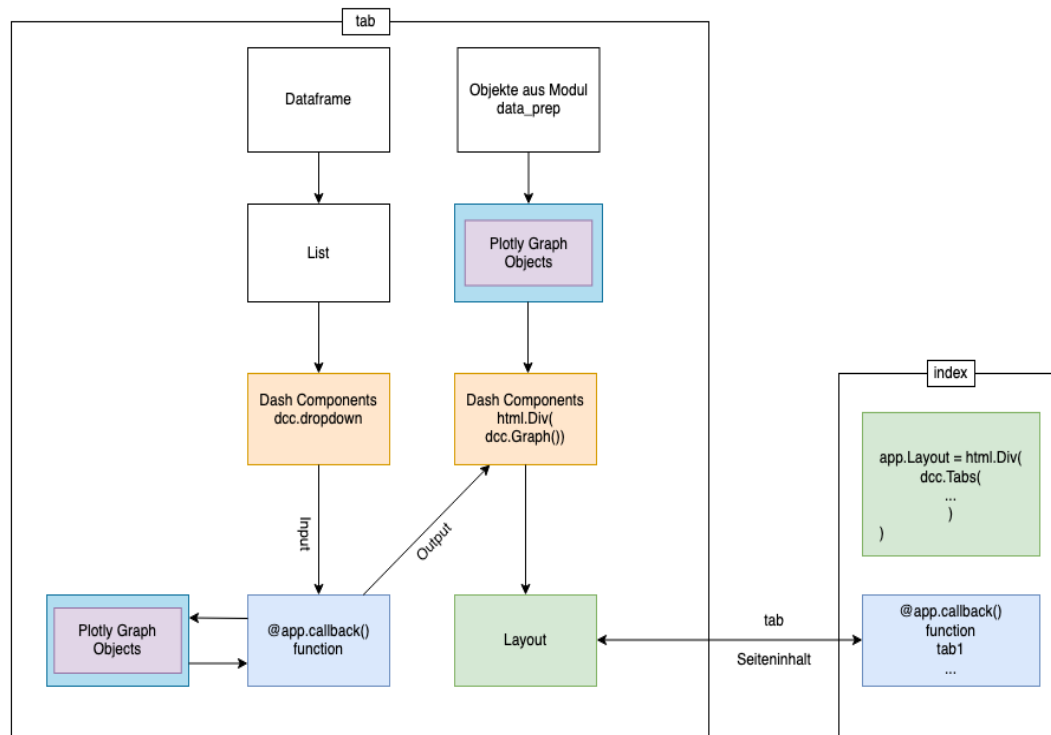 tab
Dataframe
Objekte aus Modul
data_prep
List
Plotly Graph
Objects
index
Dash Components
dcc.dropdown
Dash Components
html.Div(
dcc.Graph())
app.Layout = html.Div(
dcc.Tabs(
...
)
)
Input
Output
Plotly Graph
Objects
@app.callback()
function
Layout
tab
Seiteninhalt
@app.callback()
function
tab1
...